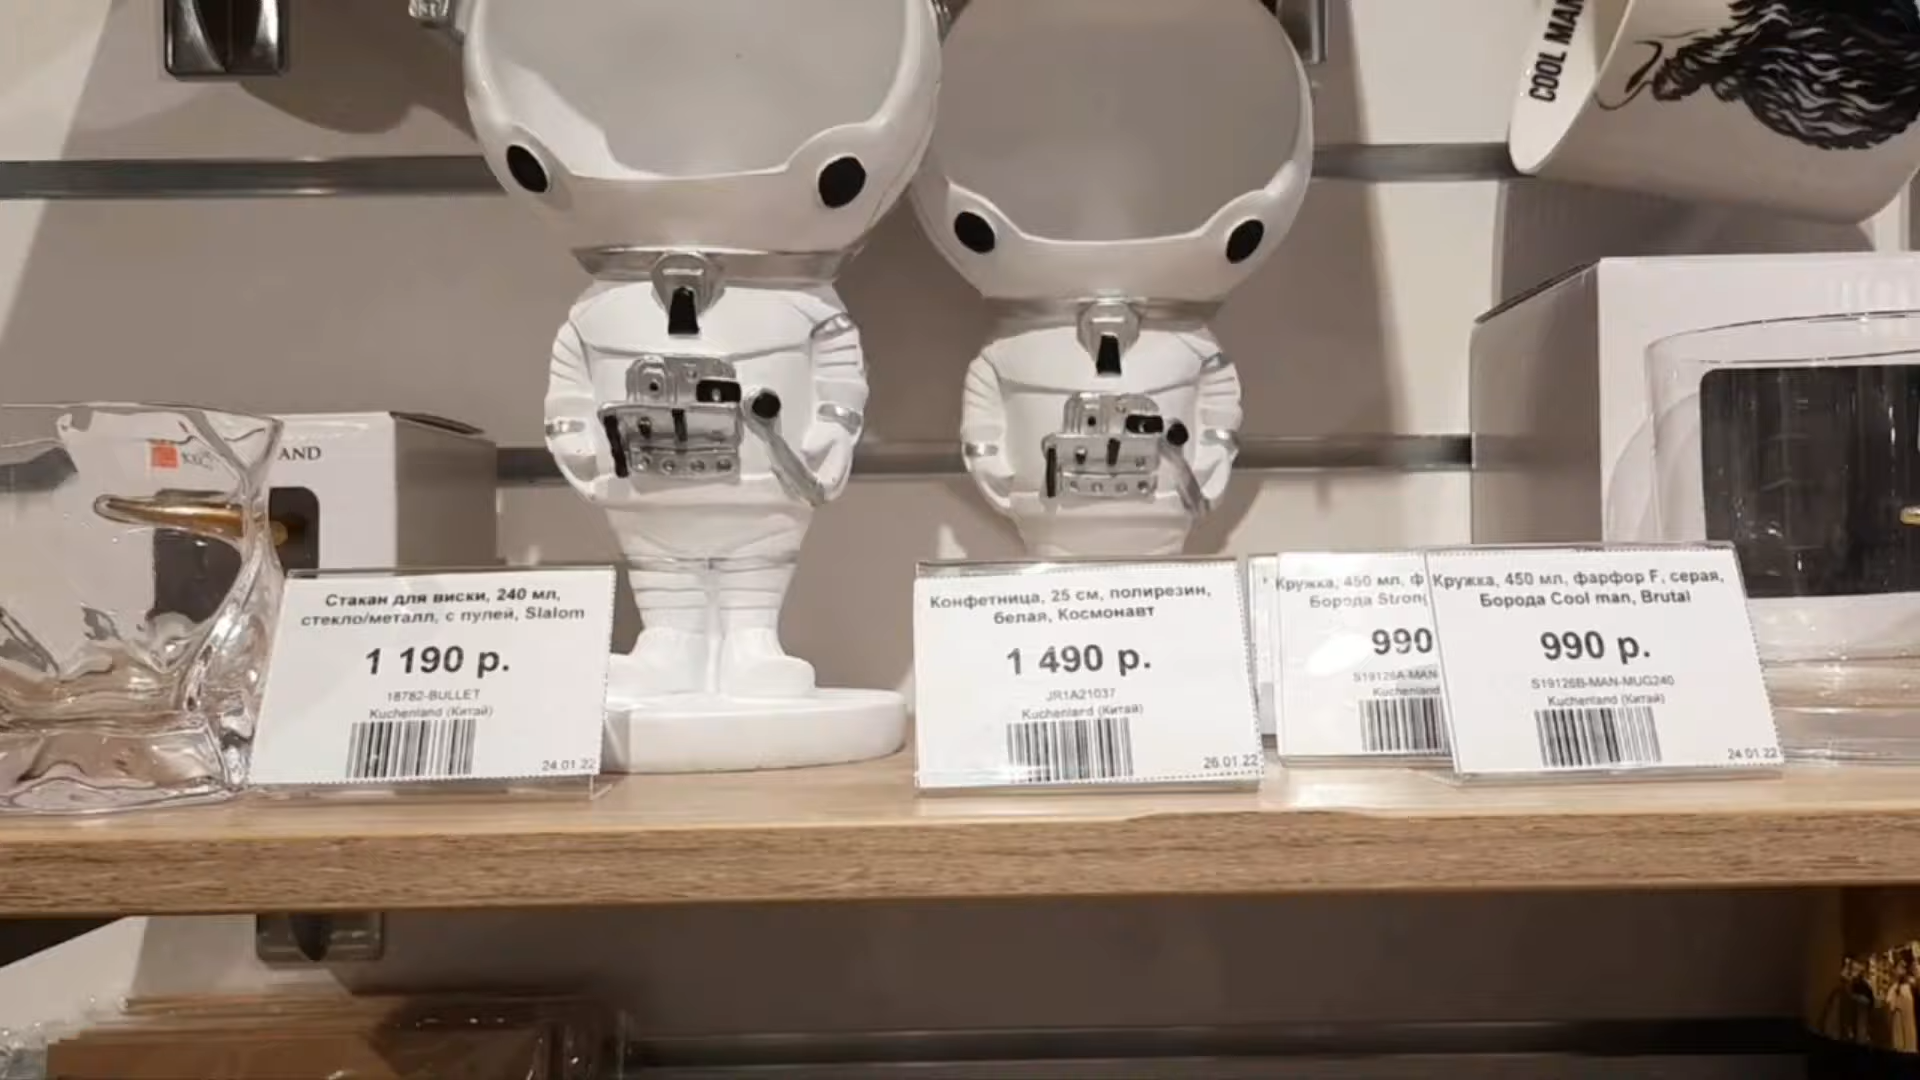 COOL MAN
AND
Стакан для виски, 240 мл,
стекло/металл, с пулей, Slalom
1 190 р.
18782-BULLET
Kuchenland (Китай)
24.01.22
Конфетница, 25 см, полирезин,
белая, Космонавт
1 490 р.
JR1A21037
Kuchenland (Китай)
26.01.22
Кружка, 450 мл, ф
Борода Strong
990
S19126A-MAN
Kuchenland
Кружка, 450 мл, фарфор F, серая,
Борода Cool man, Brutal
990 р.
S19126B-MAN-MUG240
Kuchenland (Китай)
24.01.22